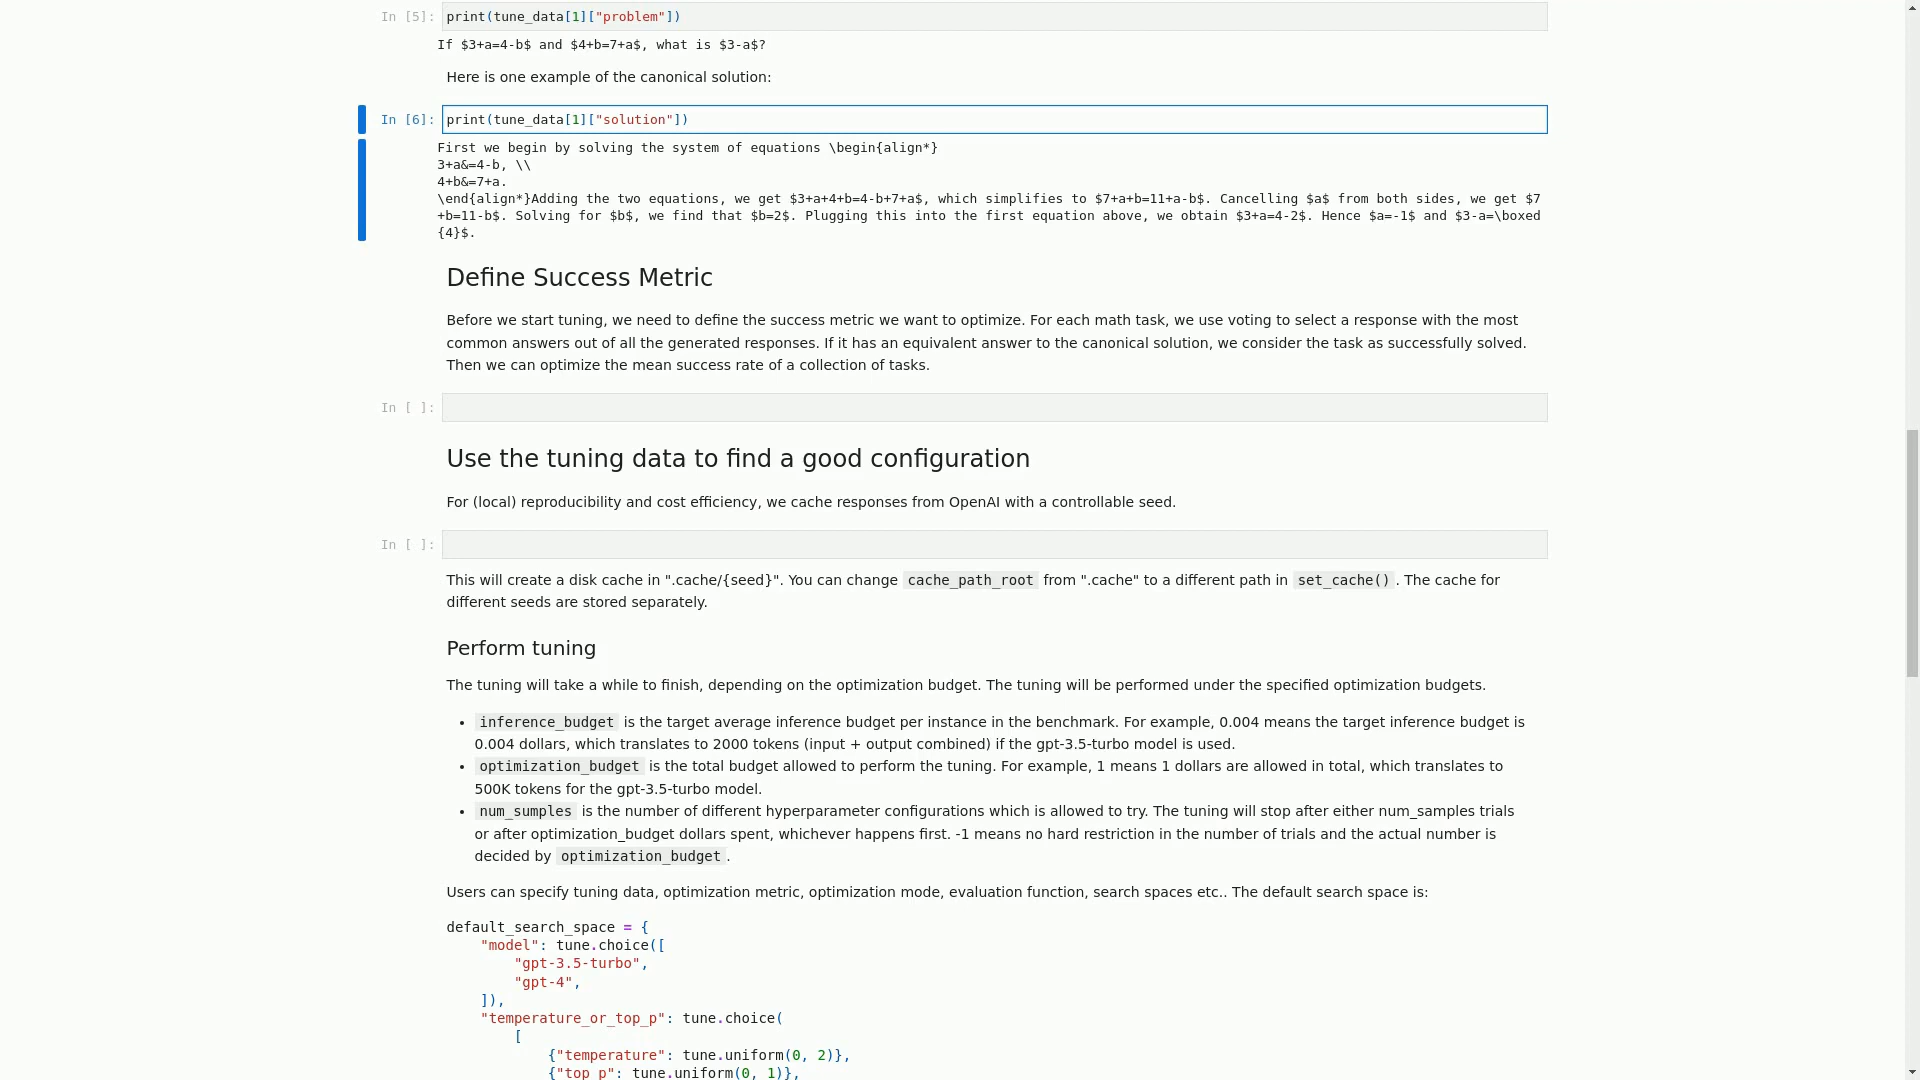 In [5]: print(tune_data[1]["problem"])
If $3+a=4-b$ and $4+b=7+a$, what is $3-a$?
Here is one example of the canonical solution:
In [6]: print(tune_data[1]["solution"])
First we begin by solving the system of equations \begin{align*}
3+a&=4-b, \\
4+b&=7+a.
\end{align*}Adding the two equations, we get $3+a+4+b=4-b+7+a$, which simplifies to $7+a+b=11+a-b$. Cancelling $a$ from both sides, we get $7
+b=11-b$. Solving for $b$, we find that $b=2$. Plugging this into the first equation above, we obtain $3+a=4-2$. Hence $a=-1$ and $3-a=\boxed
{4}$.
Define Success Metric
Before we start tuning, we need to define the success metric we want to optimize. For each math task, we use voting to select a response with the most
common answers out of all the generated responses. If it has an equivalent answer to the canonical solution, we consider the task as successfully solved.
Then we can optimize the mean success rate of a collection of tasks.
In [ ]:
Use the tuning data to find a good configuration
For (local) reproducibility and cost efficiency, we cache responses from OpenAI with a controllable seed.
In [ ]:
This will create a disk cache in ".cache/{seed}". You can change cache_path_root from ".cache" to a different path in set_cache(). The cache for
different seeds are stored separately.
Perform tuning
The tuning will take a while to finish, depending on the optimization budget. The tuning will be performed under the specified optimization budgets.
• inference_budget is the target average inference budget per instance in the benchmark. For example, 0.004 means the target inference budget is
0.004 dollars, which translates to 2000 tokens (input + output combined) if the gpt-3.5-turbo model is used.
• optimization_budget is the total budget allowed to perform the tuning. For example, 1 means 1 dollars are allowed in total, which translates to
500K tokens for the gpt-3.5-turbo model.
• num_samples is the number of different hyperparameter configurations which is allowed to try. The tuning will stop after either num_samples trials
or after optimization_budget dollars spent, whichever happens first. -1 means no hard restriction in the number of trials and the actual number is
decided by optimization_budget.
Users can specify tuning data, optimization metric, optimization mode, evaluation function, search spaces etc.. The default search space is:
default_search_space = {
    "model": tune.choice([
        "gpt-3.5-turbo",
        "gpt-4",
    ]),
    "temperature_or_top_p": tune.choice(
        [
            {"temperature": tune.uniform(0, 2)},
            {"top_p": tune.uniform(0, 1)},